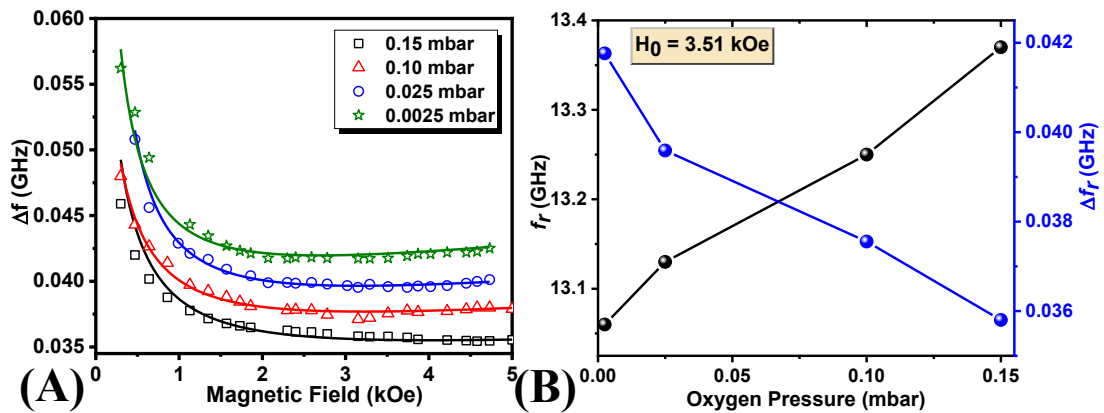 0.060
0.055
0.050
0.045
0.040
0.035
Δf (GHz)
0.15 mbar
0.10 mbar
0.025 mbar
0.0025 mbar
0 1 2 3 4 5
Magnetic Field (kOe)
(A)
13.4
13.3
13.2
13.1
fr (GHz)
H0 = 3.51 kOe
0.042
0.040
0.038
0.036
Δfr (GHz)
0.00 0.05 0.10 0.15
Oxygen Pressure (mbar)
(B)